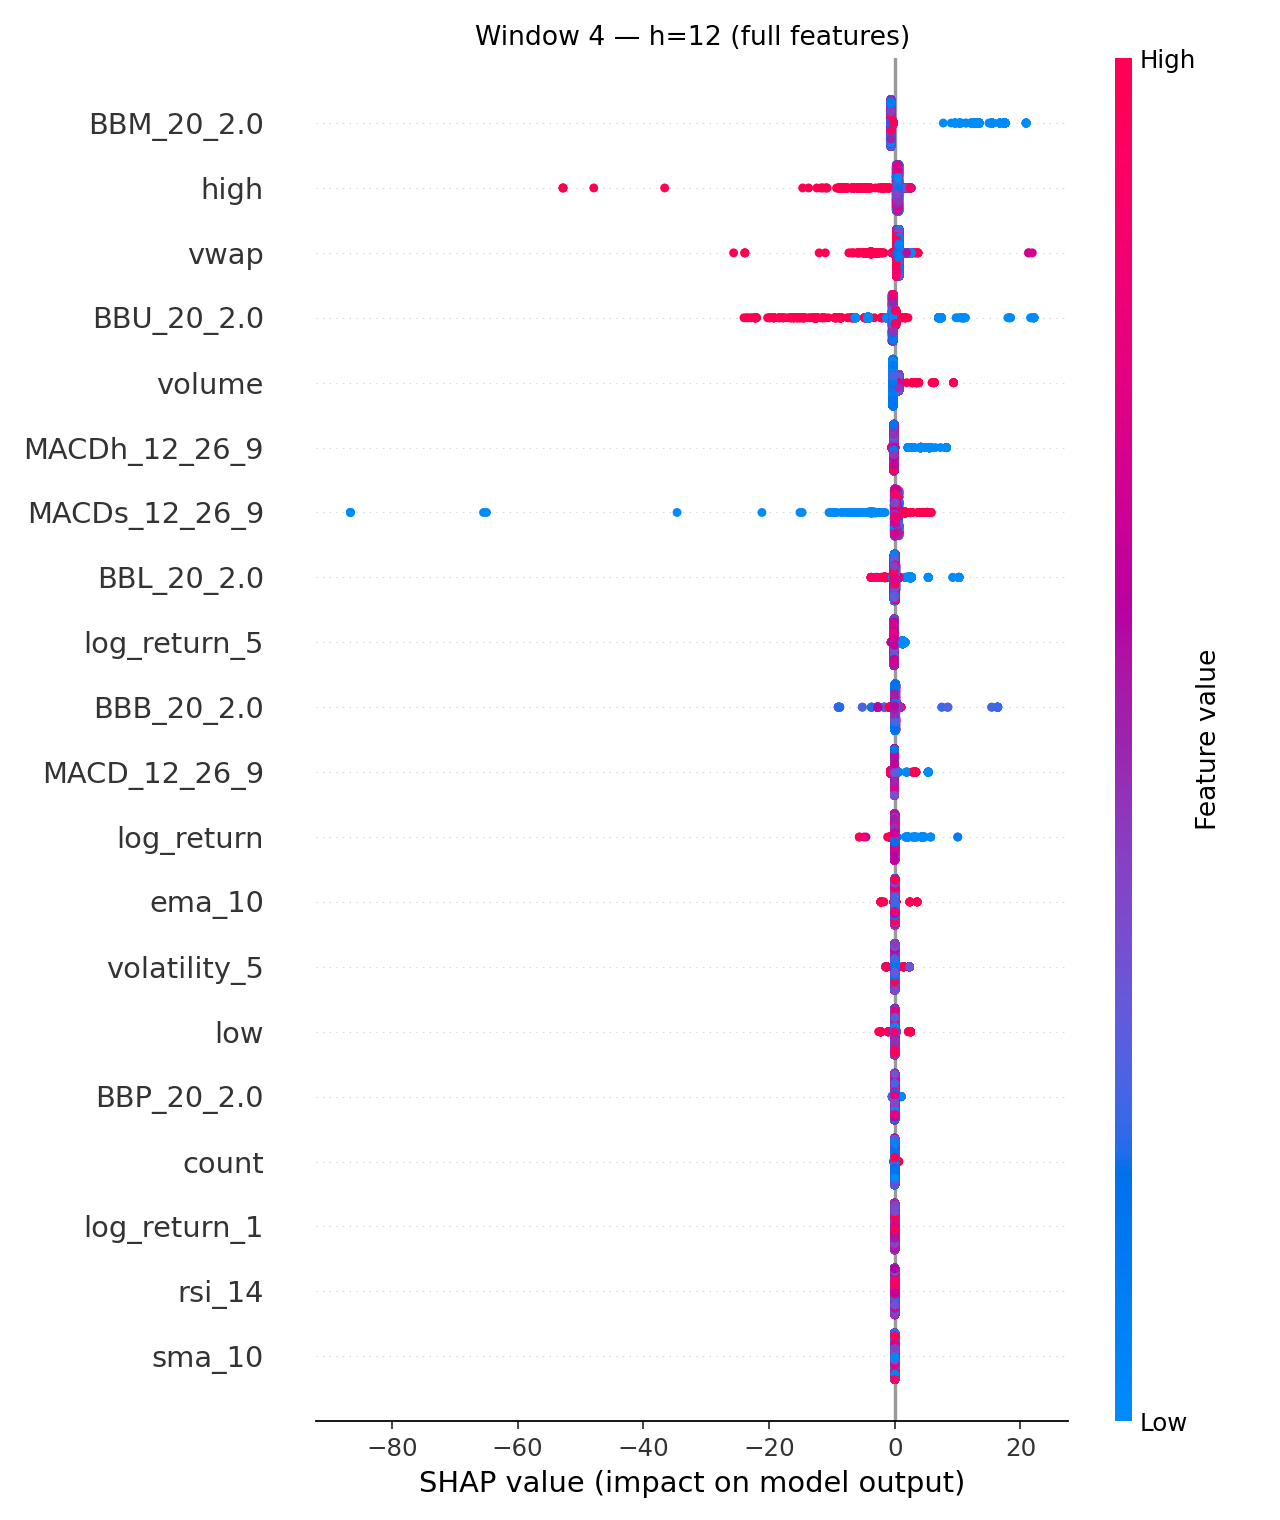 Window 4 — h=12 (full features)
High
BBM_20_2.0
high
vwap
BBU_20_2.0
volume
MACDh_12_26_9
MACDs_12_26_9
BBL_20_2.0
log_return_5
BBB_20_2.0
MACD_12_26_9
log_return
ema_10
volatility_5
low
BBP_20_2.0
count
log_return_1
rsi_14
sma_10
Feature value
Low
−80 −60 −40 −20 0 20
SHAP value (impact on model output)